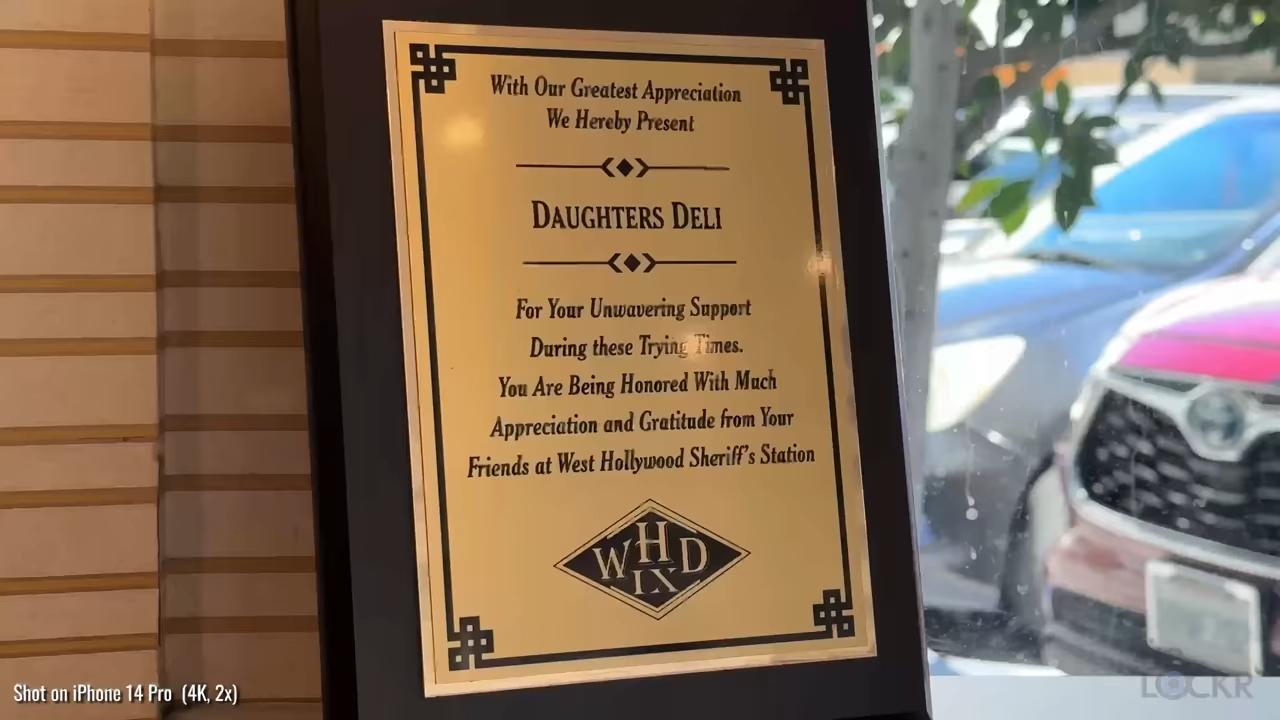 With Our Greatest Appreciation
We Hereby Present
DAUGHTERS DELI
For Your Unwavering Support
During these Trying Times.
You Are Being Honored With Much
Appreciation and Gratitude from Your
Friends at West Hollywood Sheriff's Station
WHD
IX
Shot on iPhone 14 Pro (4K, 2x)
LOCKR